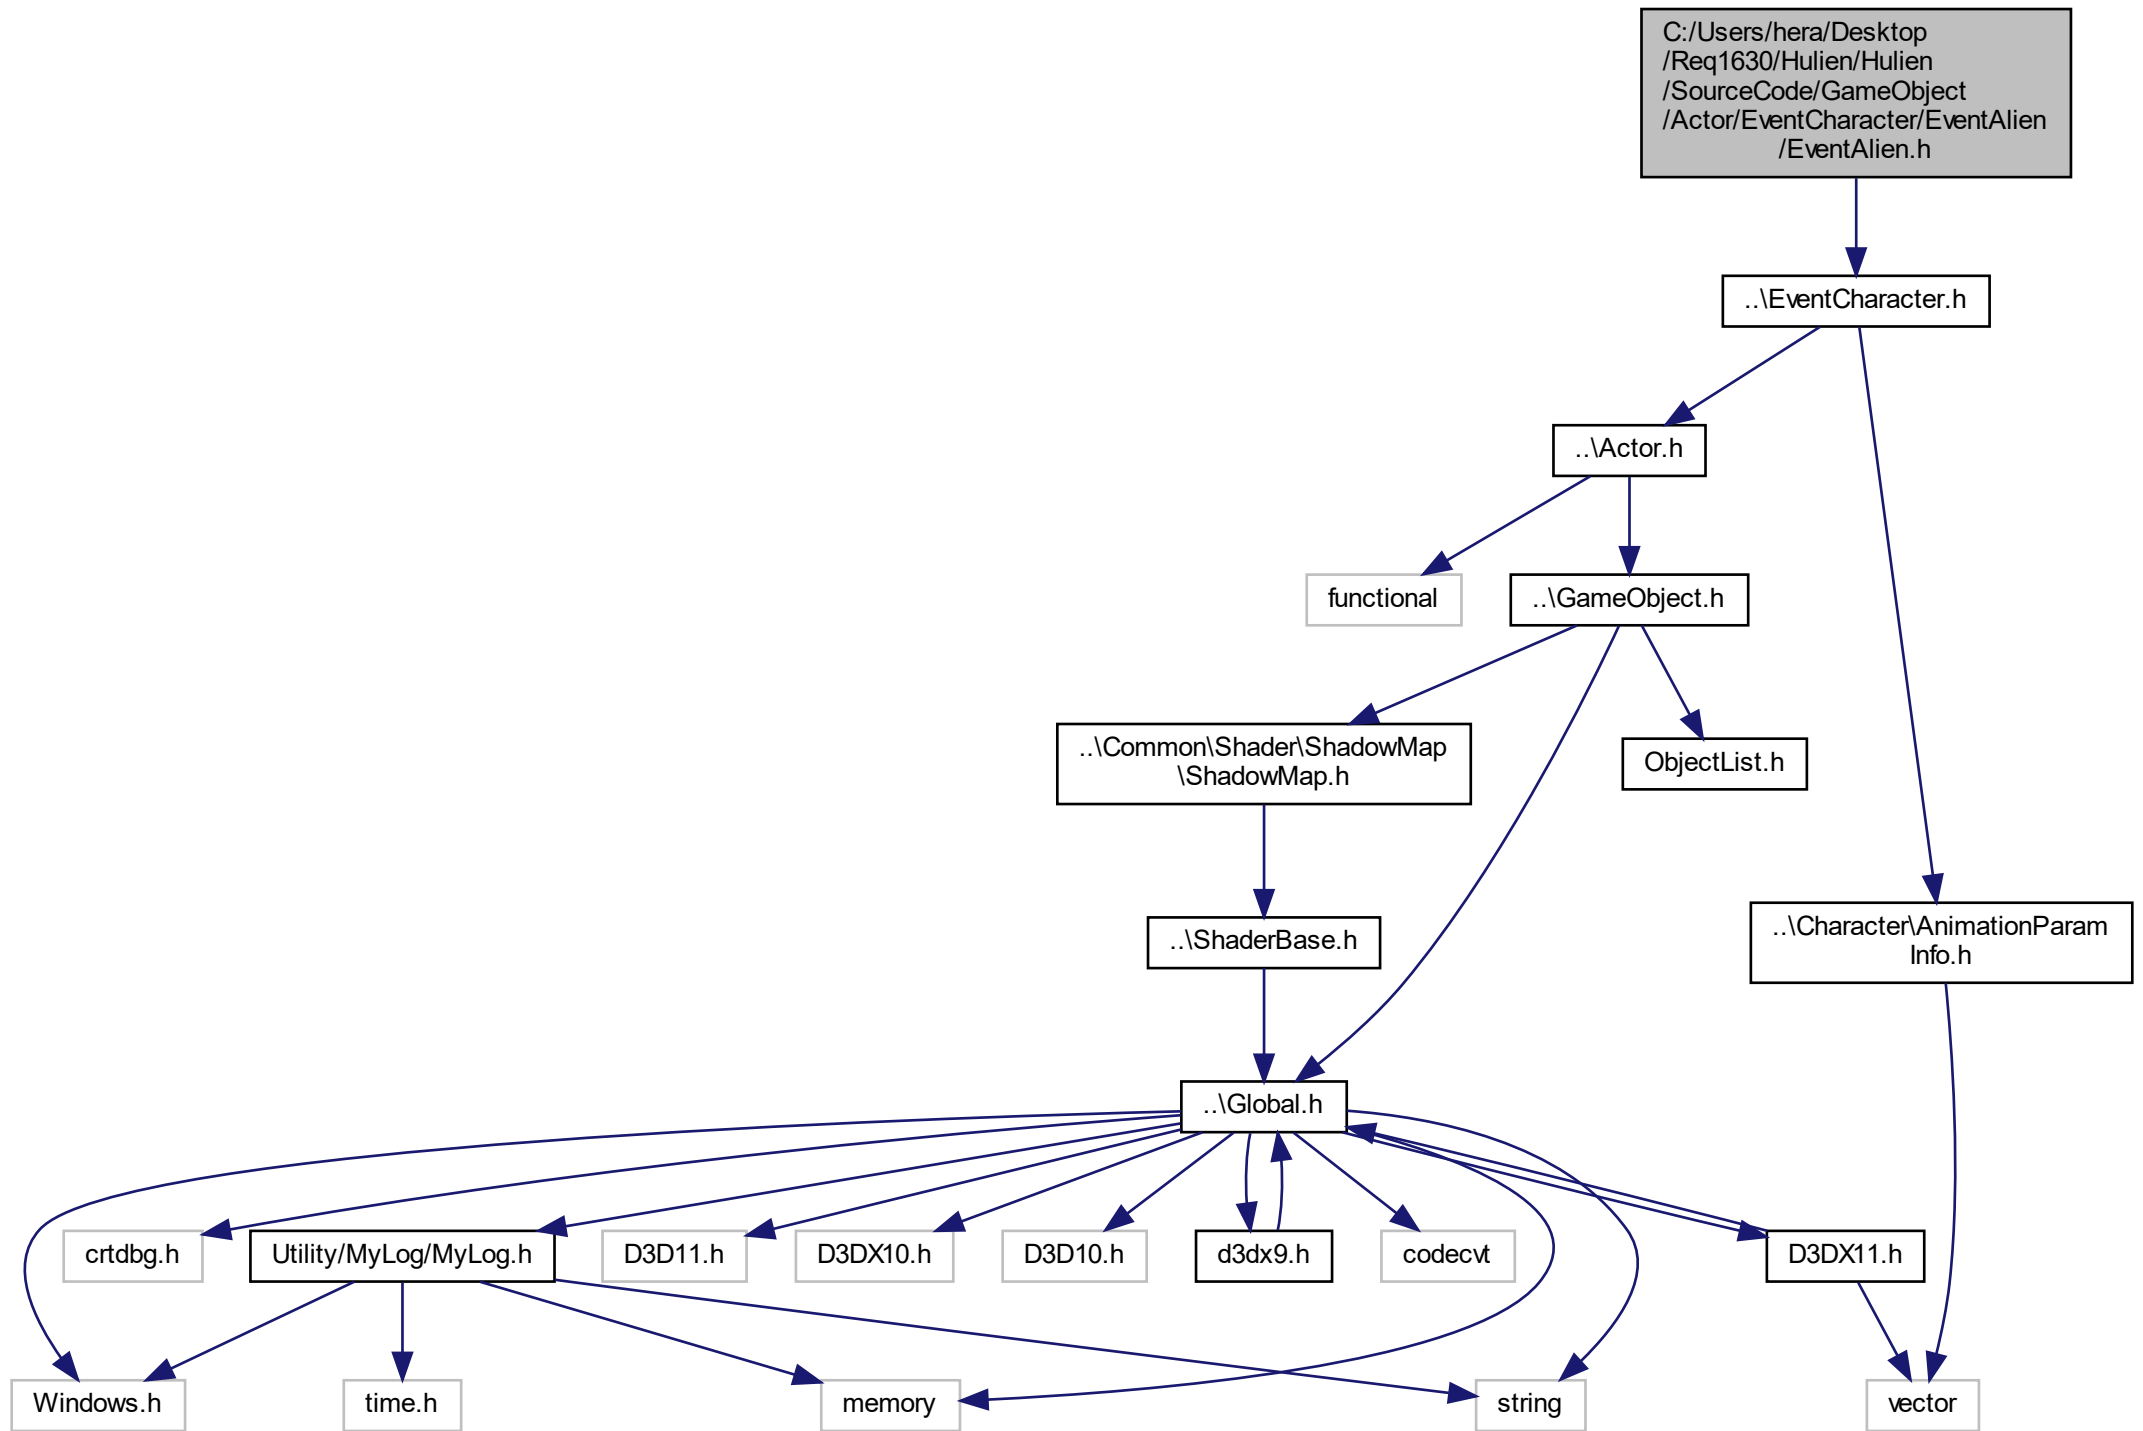 C:/Users/hera/Desktop
/Req1630/Hulien/Hulien
/SourceCode/GameObject
/Actor/EventCharacter/EventAlien
/EventAlien.h
..\EventCharacter.h
..\Actor.h
functional
..\GameObject.h
..\Common\Shader\ShadowMap
\ShadowMap.h
ObjectList.h
..\ShaderBase.h
..\Character\AnimationParam
Info.h
..\Global.h
crtdbg.h
Utility/MyLog/MyLog.h
D3D11.h
D3DX10.h
D3D10.h
d3dx9.h
codecvt
D3DX11.h
Windows.h
time.h
memory
string
vector